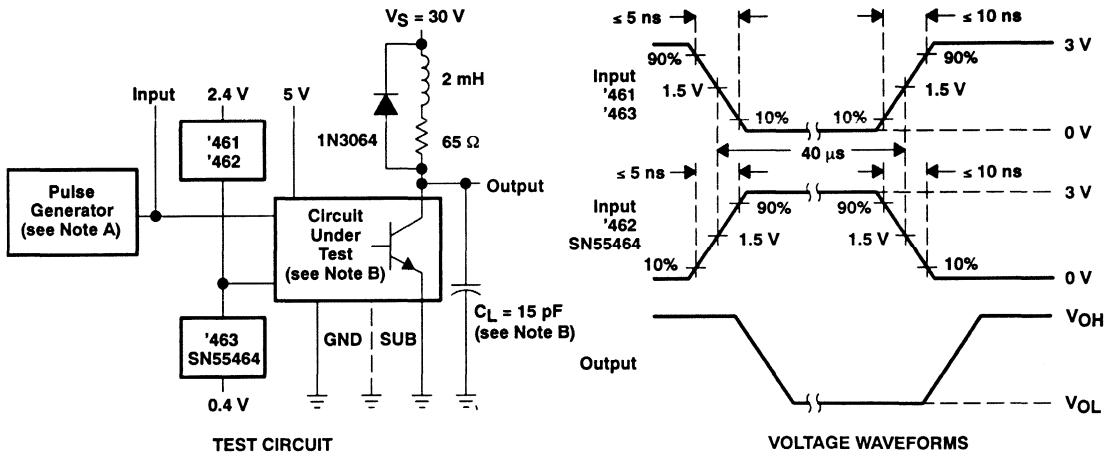 VS = 30 V
2 mH
Input
2.4 V
5 V
1N3064
65 Ω
'461
'462
Output
Pulse
Generator
(see Note A)
Circuit
Under
Test
(see Note B)
CL = 15 pF
(see Note B)
'463
SN55464
GND
SUB
0.4 V
TEST CIRCUIT
≤ 5 ns
≤ 10 ns
3 V
90%
90%
Input
'461
'463
1.5 V
1.5 V
10%
10%
0 V
40 μs
≤ 5 ns
≤ 10 ns
3 V
Input
'462
SN55464
90%
90%
1.5 V
1.5 V
10%
10%
0 V
VOH
Output
VOL
VOLTAGE WAVEFORMS